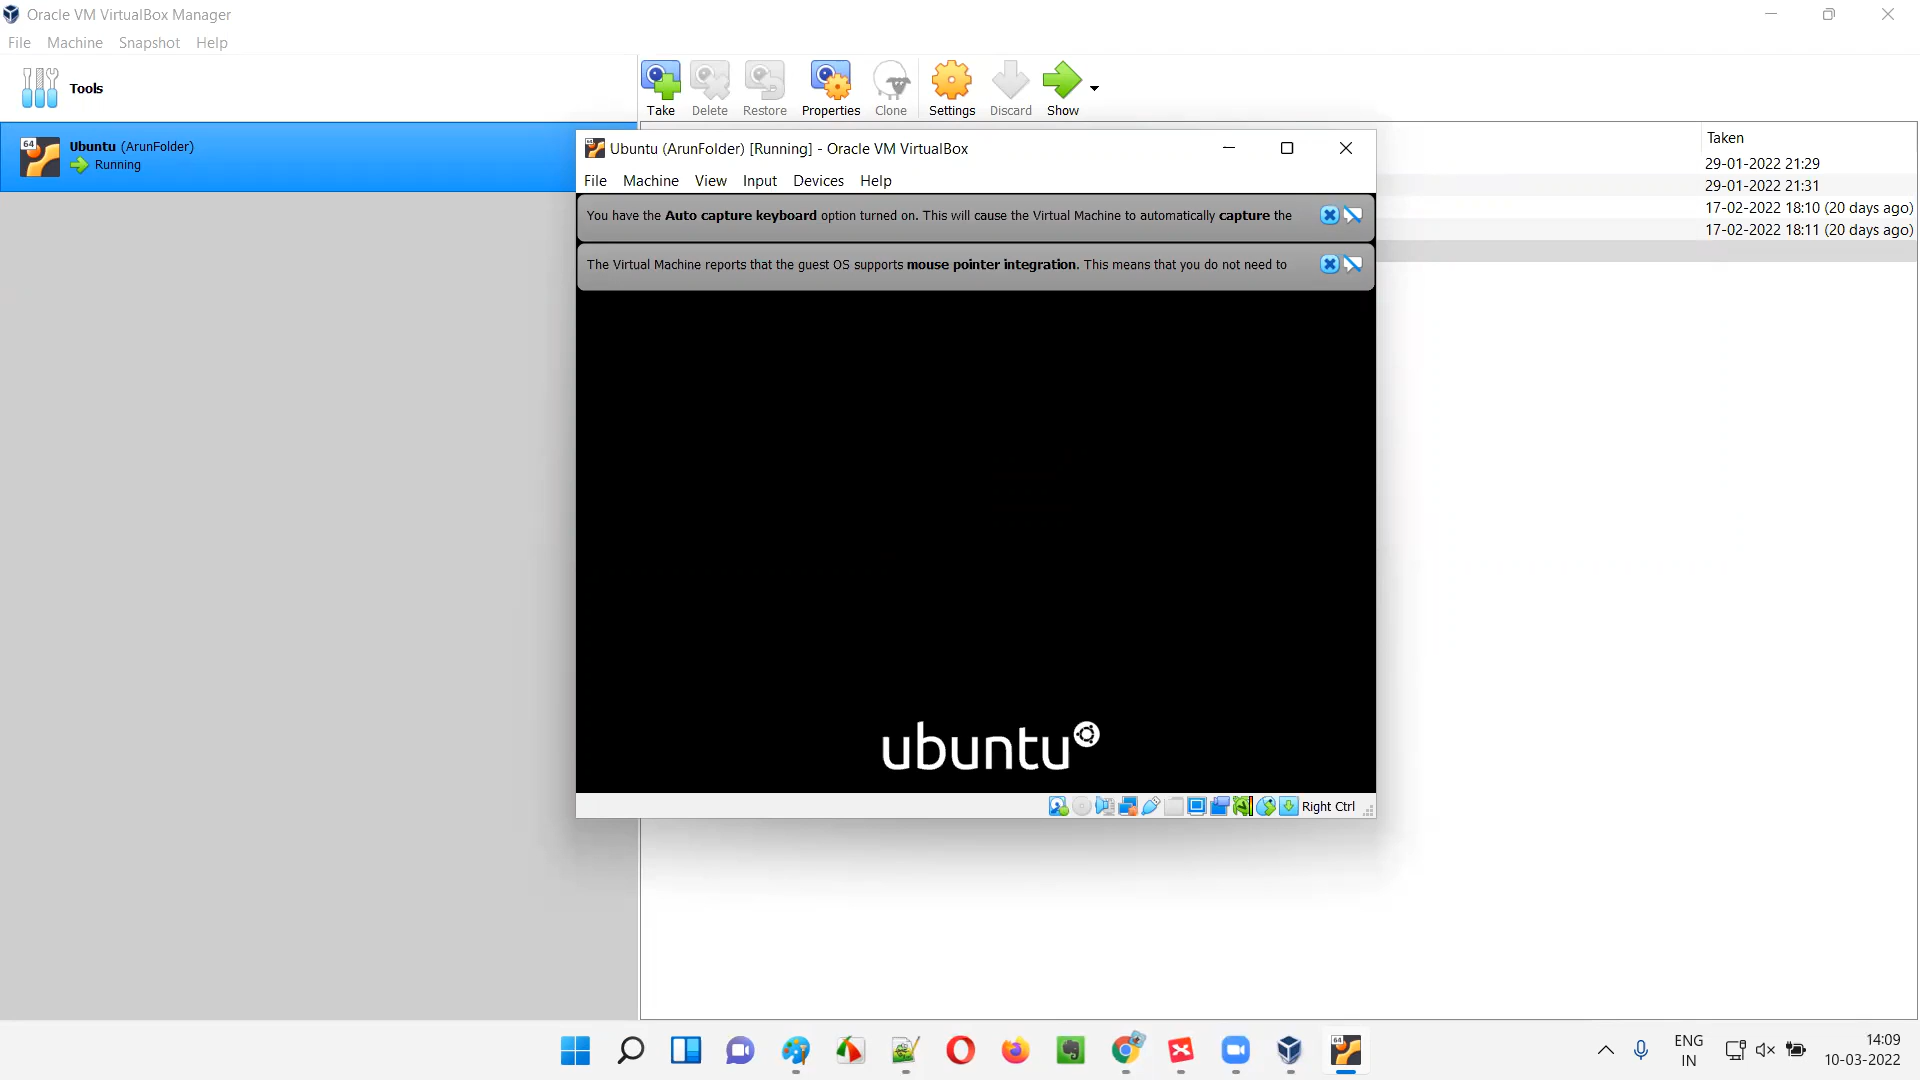 Oracle VM VirtualBox Manager
File Machine Snapshot Help
Tools
Take Delete Restore Properties Clone Settings Discard Show
64
Ubuntu (ArunFolder)
Running
Taken
29-01-2022 21:29
29-01-2022 21:31
17-02-2022 18:10 (20 days ago)
17-02-2022 18:11 (20 days ago)
64
Ubuntu (ArunFolder) [Running] - Oracle VM VirtualBox
File Machine View Input Devices Help
You have the Auto capture keyboard option turned on. This will cause the Virtual Machine to automatically capture the
The Virtual Machine reports that the guest OS supports mouse pointer integration. This means that you do not need to
ubuntu
Right Ctrl
64
ENG
IN
14:09
10-03-2022